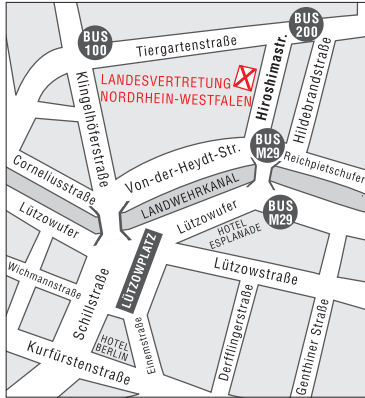 BUS
200
BUS
100
Tiergartenstraße
Hiroshimastr.
Hildebrandstraße
LANDESVERTRETUNG
NORDRHEIN-WESTFALEN
Klingelhöferstraße
BUS
M29
Von-der-Heydt-Str.
Reichpietschufer
Corneliusstraße
LANDWEHRKANAL
Lützowufer
Lützowufer
BUS
M29
HOTEL
ESPLANADE
LÜTZOWPLATZ
Lützowstraße
Wichmannstraße
Schillstraße
HOTEL
BERLIN
Einemstraße
Derfflingerstraße
Genthiner Straße
Kurfürstenstraße